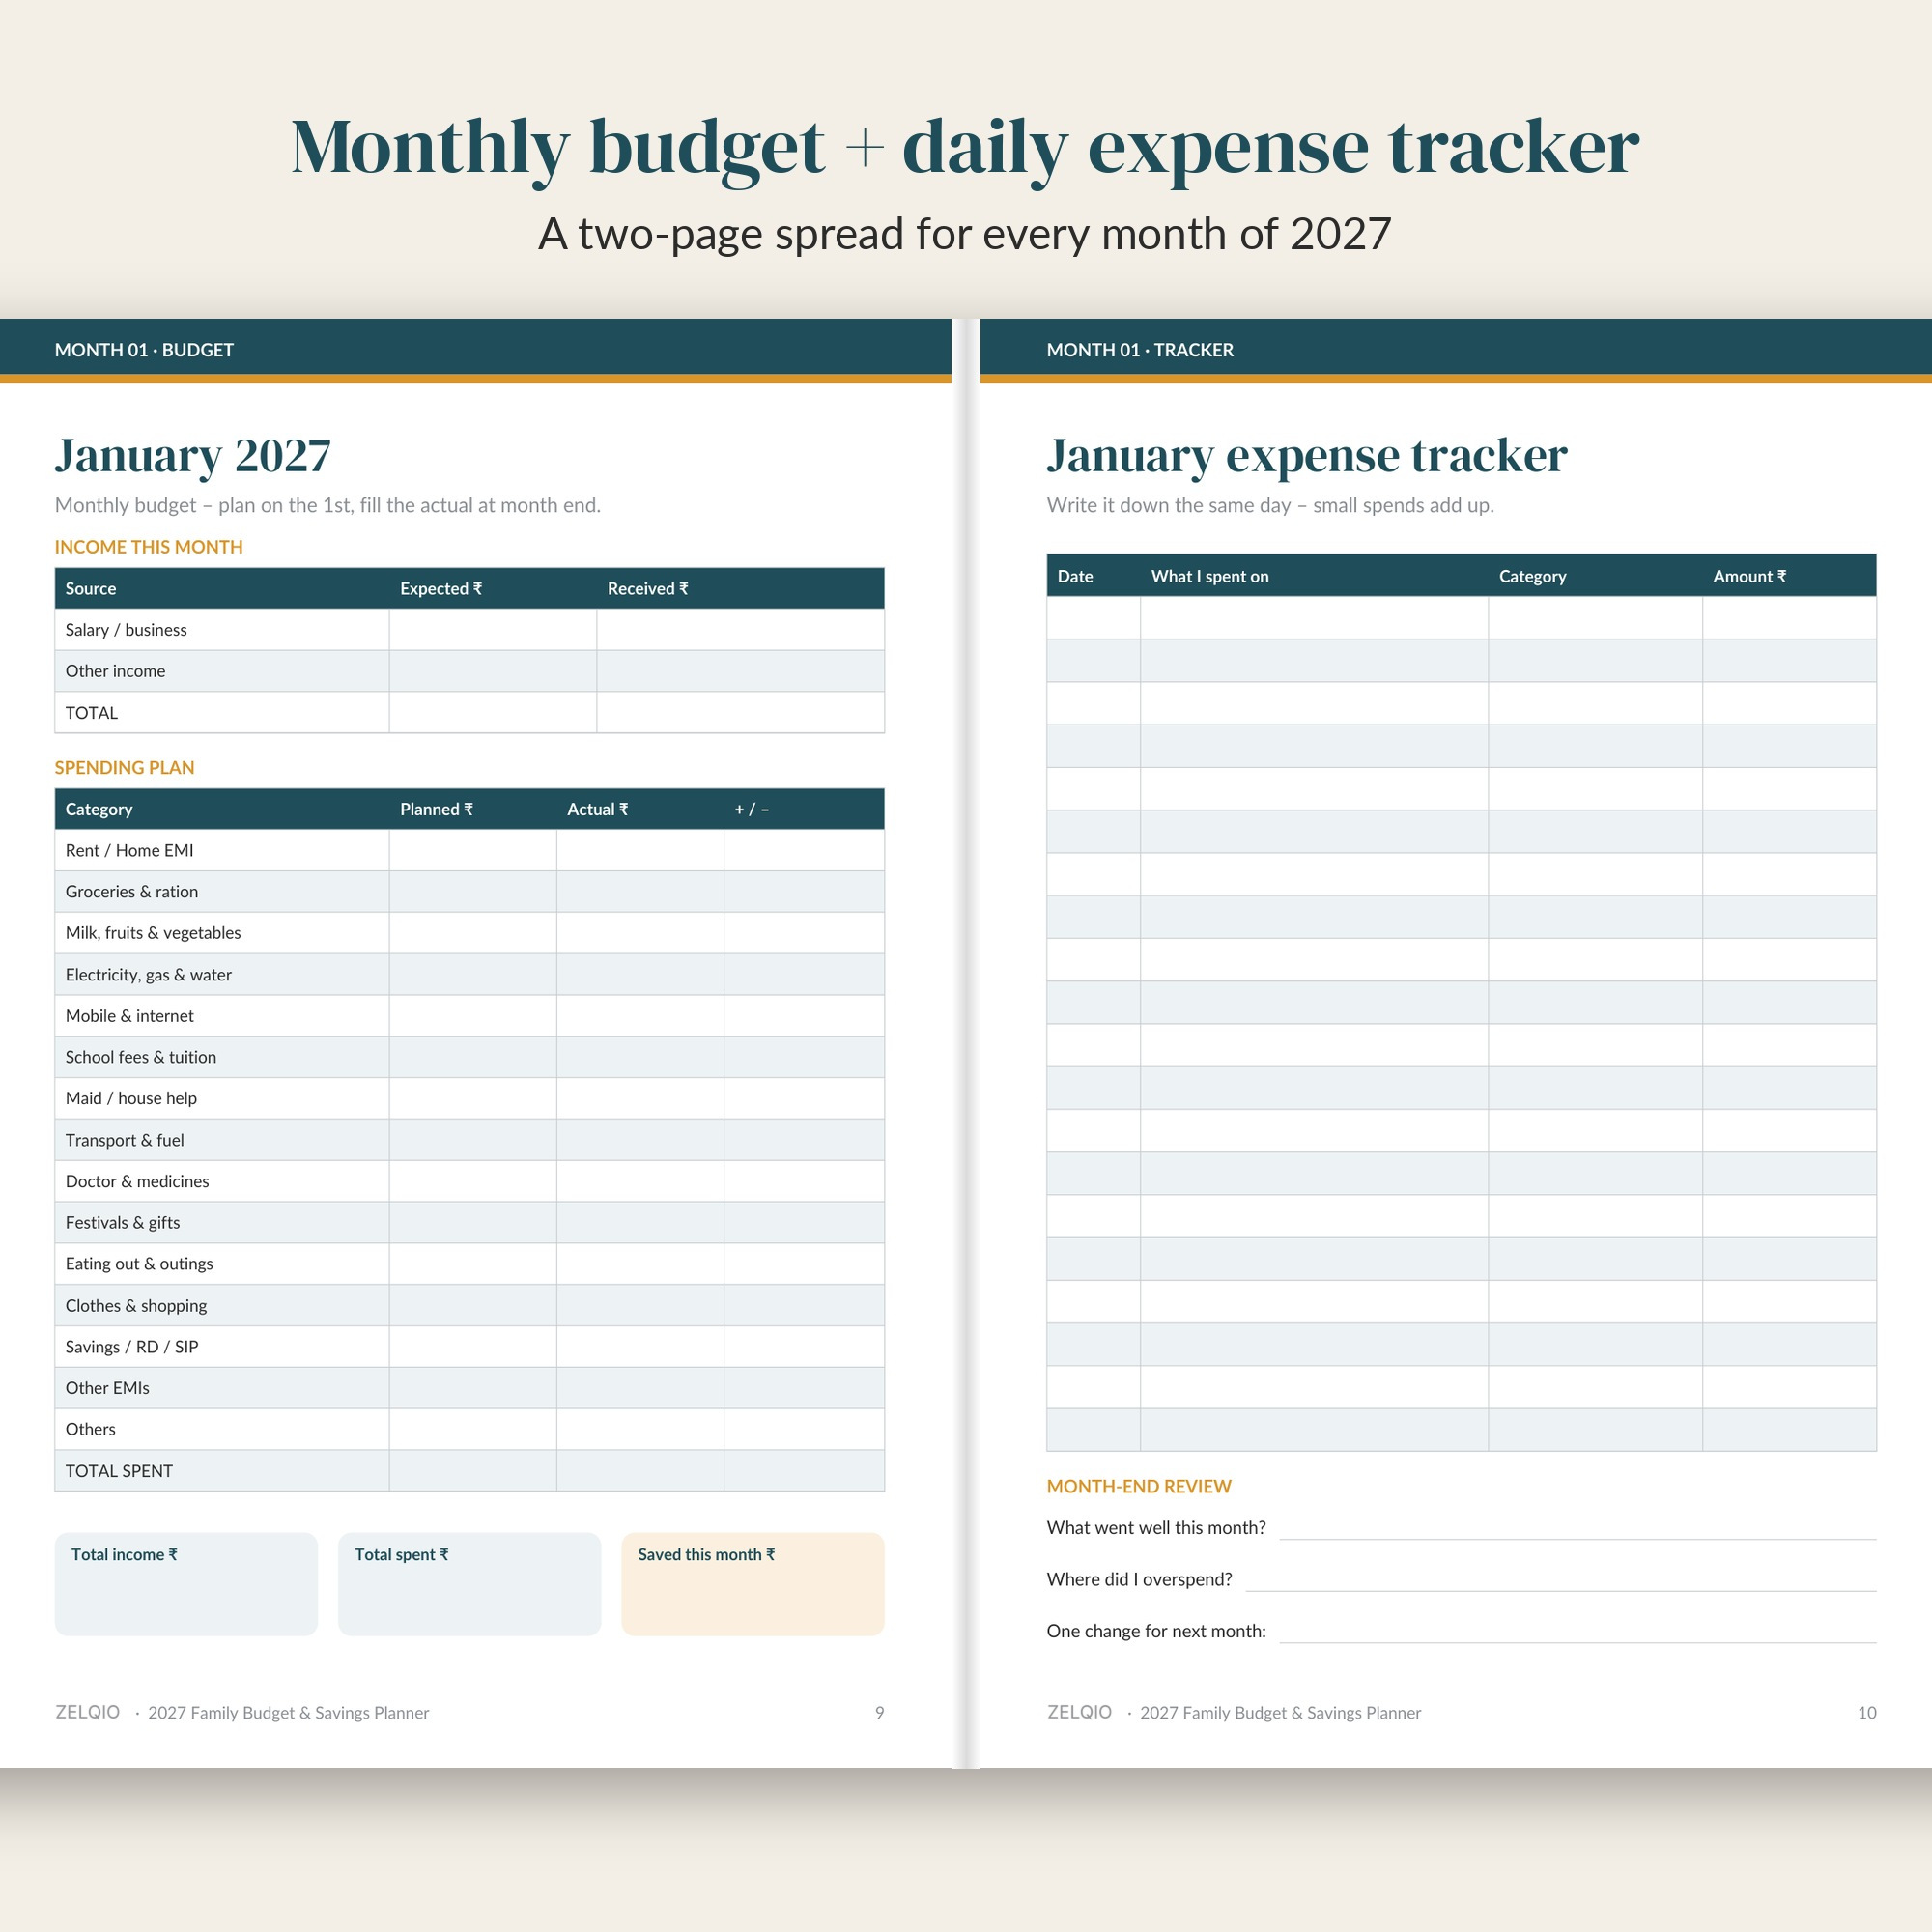 Monthly budget + daily expense tracker
A two-page spread for every month of 2027
MONTH 01 · BUDGET
January 2027
Monthly budget – plan on the 1st, fill the actual at month end.
INCOME THIS MONTH
Source Expected ₹ Received ₹
Salary / business
Other income
TOTAL
SPENDING PLAN
Category Planned ₹ Actual ₹ + / –
Rent / Home EMI
Groceries & ration
Milk, fruits & vegetables
Electricity, gas & water
Mobile & internet
School fees & tuition
Maid / house help
Transport & fuel
Doctor & medicines
Festivals & gifts
Eating out & outings
Clothes & shopping
Savings / RD / SIP
Other EMIs
Others
TOTAL SPENT
Total income ₹ Total spent ₹ Saved this month ₹
ZELQIO · 2027 Family Budget & Savings Planner 9
MONTH 01 · TRACKER
January expense tracker
Write it down the same day – small spends add up.
Date What I spent on Category Amount ₹
MONTH-END REVIEW
What went well this month?
Where did I overspend?
One change for next month:
ZELQIO · 2027 Family Budget & Savings Planner 10